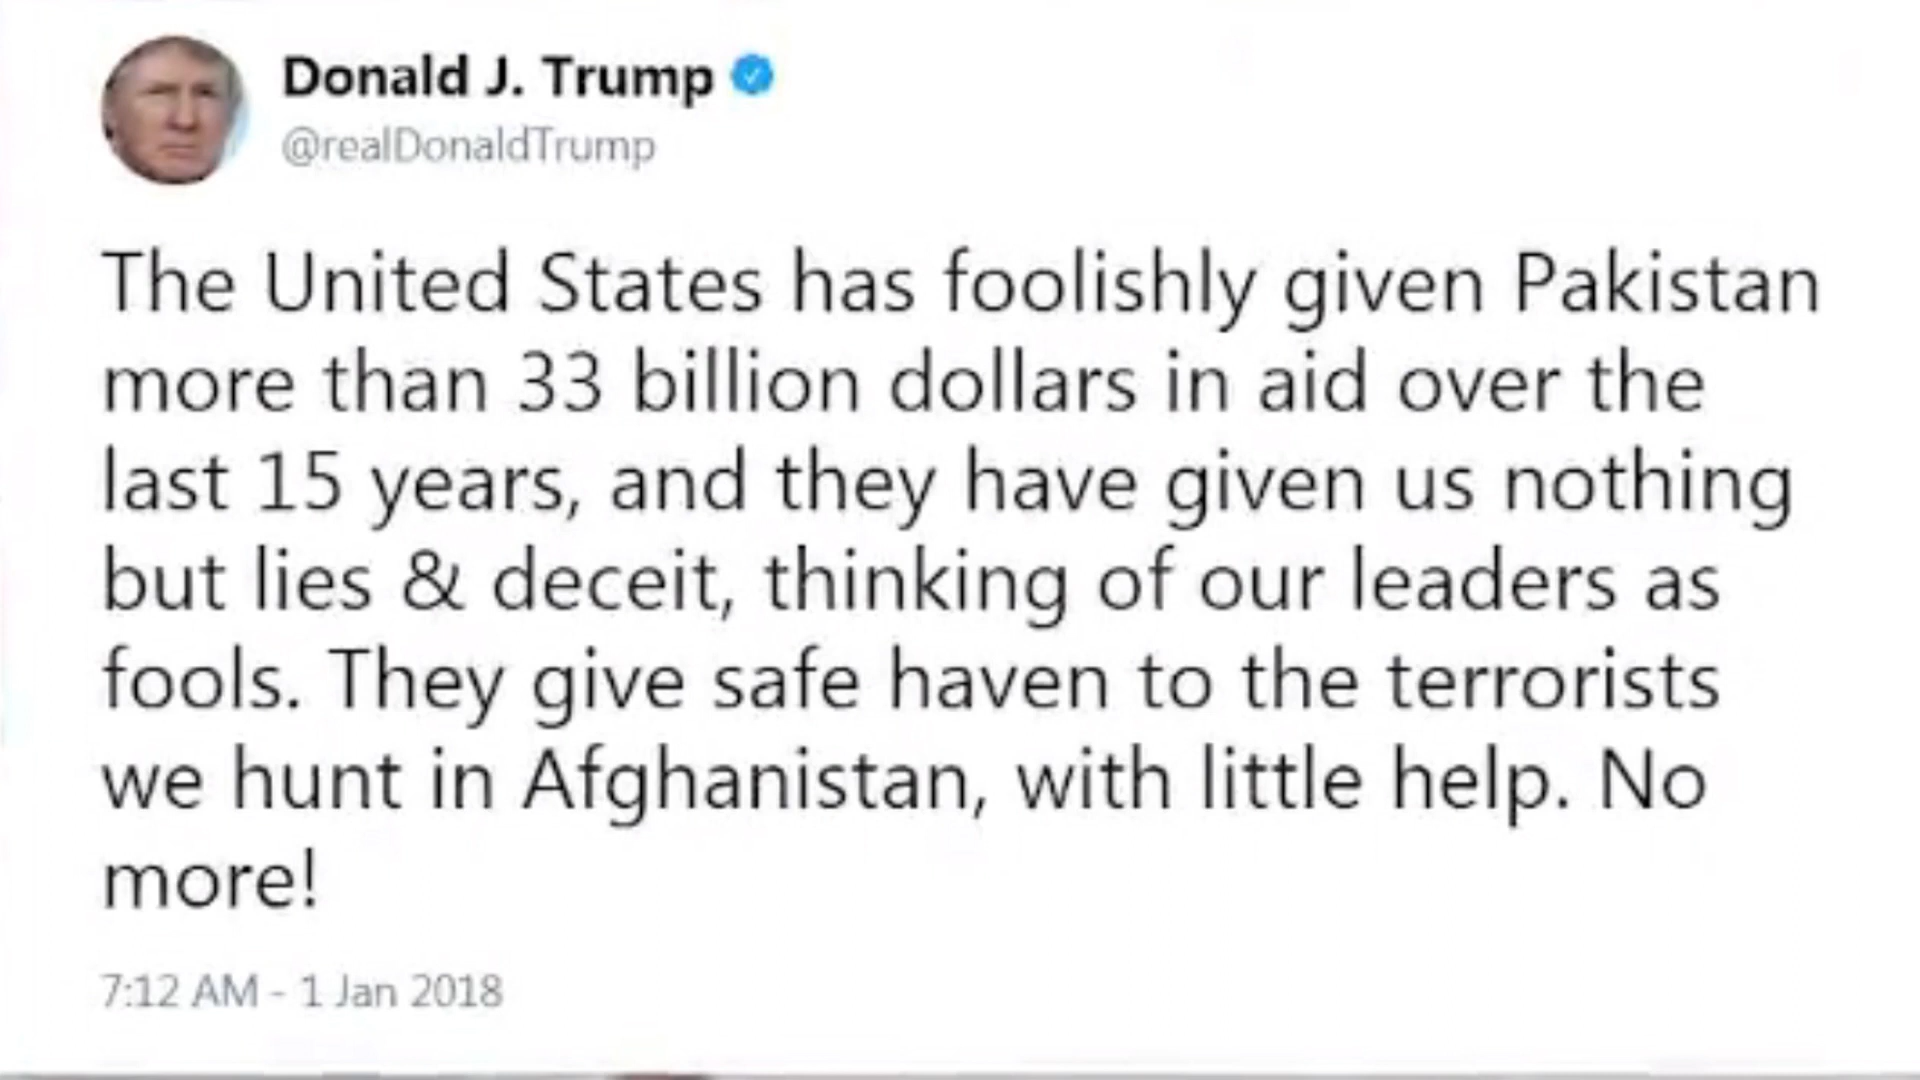 Donald J. Trump
@realDonaldTrump
The United States has foolishly given Pakistan
more than 33 billion dollars in aid over the
last 15 years, and they have given us nothing
but lies & deceit, thinking of our leaders as
fools. They give safe haven to the terrorists
we hunt in Afghanistan, with little help. No
more!
7:12 AM - 1 Jan 2018